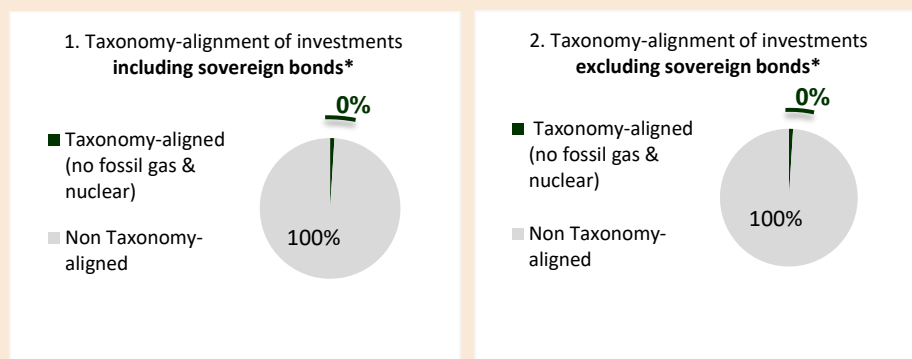 1. Taxonomy-alignment of investments
including sovereign bonds*
0%
Taxonomy-aligned
(no fossil gas &
nuclear)
Non Taxonomy-
aligned
100%
2. Taxonomy-alignment of investments
excluding sovereign bonds*
0%
Taxonomy-aligned
(no fossil gas &
nuclear)
Non Taxonomy-
aligned
100%